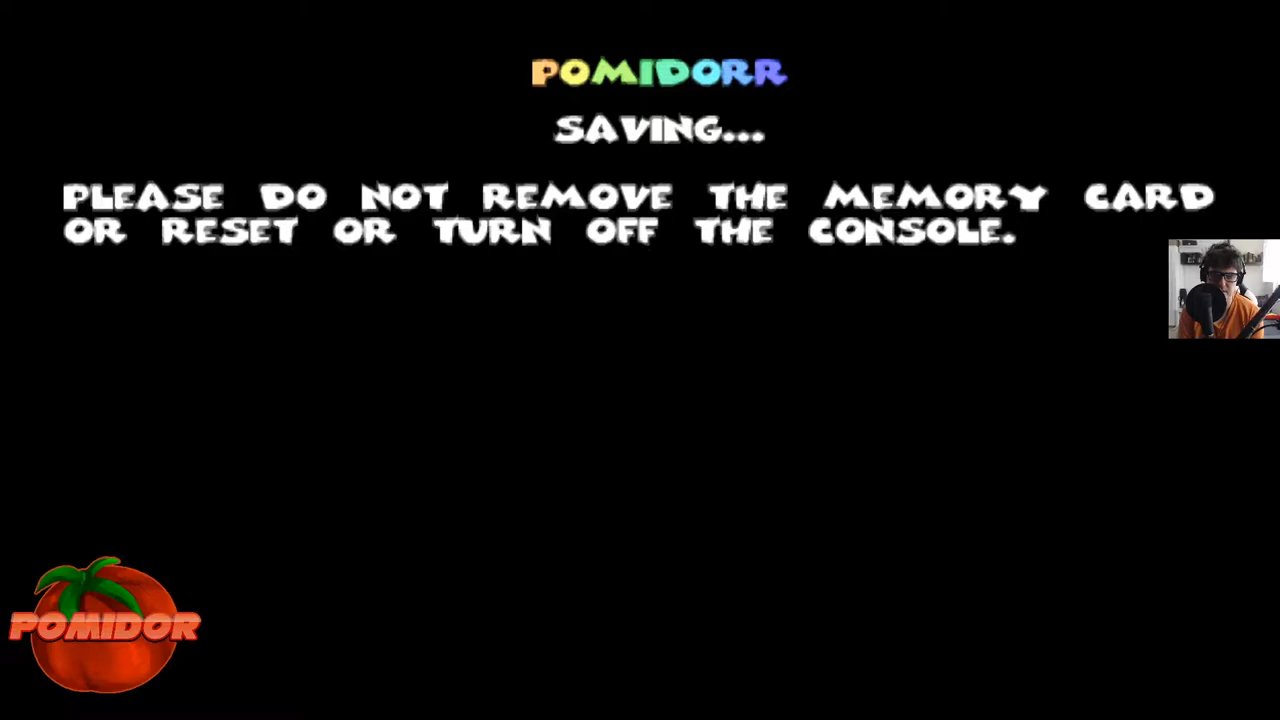 POMIDORR
SAVING...
PLEASE DO NOT REMOVE THE MEMORY CARD
OR RESET OR TURN OFF THE CONSOLE.
POMIDOR